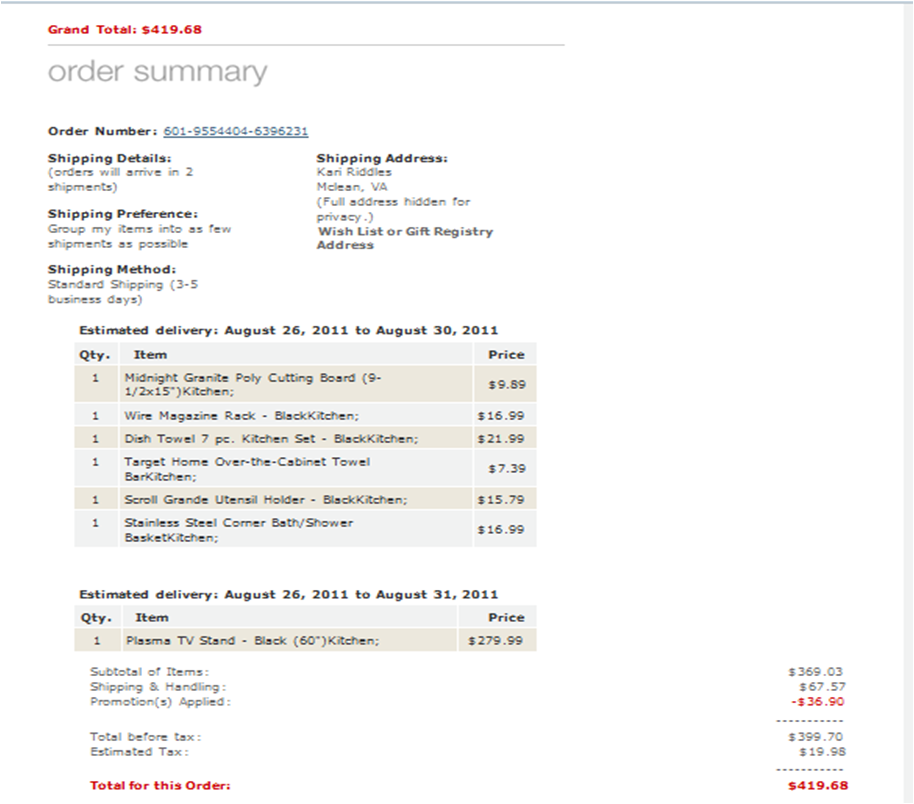 Grand Total: $419.68
order summary
Order Number: 601-9554404-6396231
Shipping Details:
(orders will arrive in 2
shipments)
Shipping Preference:
Group my items into as few
shipments as possible
Shipping Method:
Standard Shipping (3-5
business days)
Shipping Address:
Kari Riddles
Mclean, VA
(Full address hidden for
privacy.)
Wish List or Gift Registry
Address
Estimated delivery: August 26, 2011 to August 30, 2011
Qty. Item Price
1 Midnight Granite Poly Cutting Board (9-
1/2x15")Kitchen; $9.89
1 Wire Magazine Rack - BlackKitchen; $16.99
1 Dish Towel 7 pc. Kitchen Set - BlackKitchen; $21.99
1 Target Home Over-the-Cabinet Towel
BarKitchen; $7.39
1 Scroll Grande Utensil Holder - BlackKitchen; $15.79
1 Stainless Steel Corner Bath/Shower
BasketKitchen; $16.99
Estimated delivery: August 26, 2011 to August 31, 2011
Qty. Item Price
1 Plasma TV Stand - Black (60")Kitchen; $279.99
Subtotal of Items: $369.03
Shipping & Handling: $67.57
Promotion(s) Applied: -$36.90
-----------
Total before tax: $399.70
Estimated Tax: $19.98
-----------
Total for this Order: $419.68